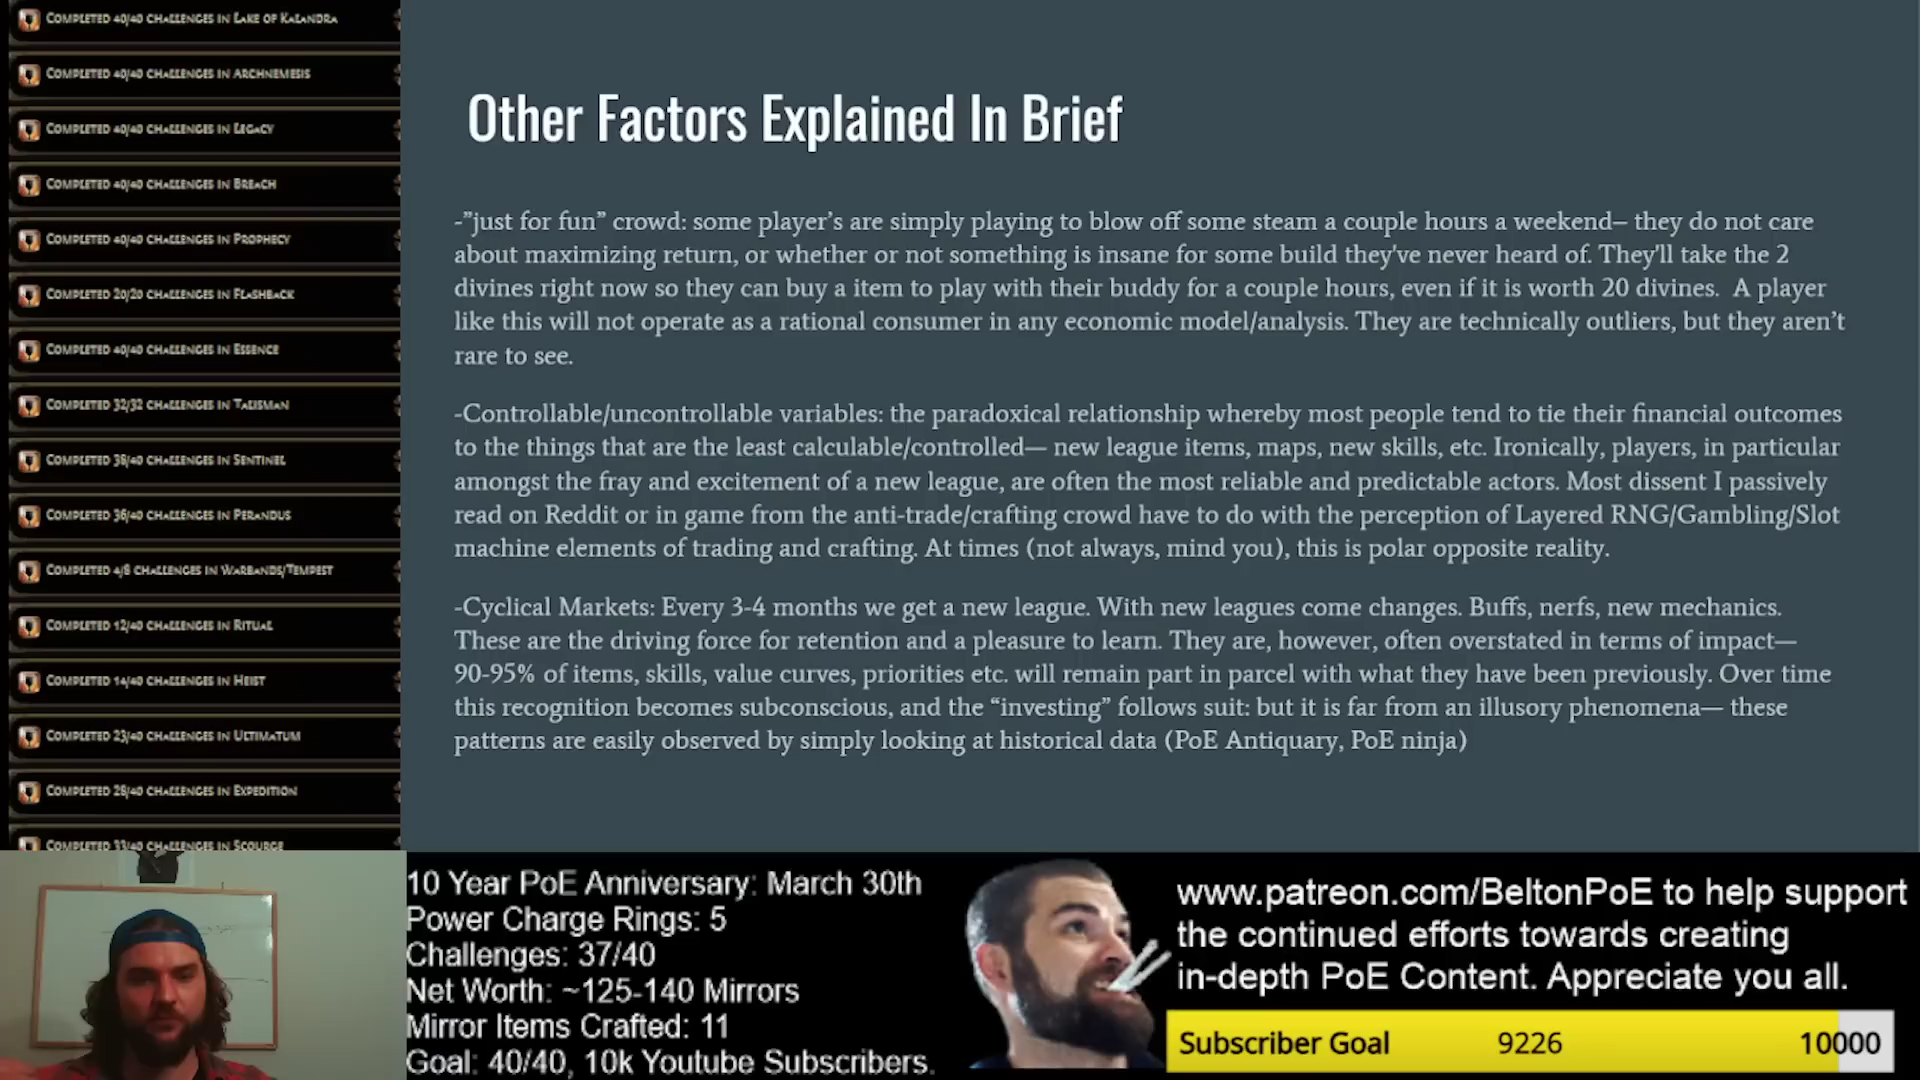 COMPLETED 40/40 CHALLENGES IN LAKE OF KALANDRA
COMPLETED 40/40 CHALLENGES IN ARCHNEMESIS
COMPLETED 40/40 CHALLENGES IN LEGACY
COMPLETED 40/40 CHALLENGES IN BREACH
COMPLETED 40/40 CHALLENGES IN PROPHECY
COMPLETED 20/20 CHALLENGES IN FLASHBACK
COMPLETED 40/40 CHALLENGES IN ESSENCE
COMPLETED 32/32 CHALLENGES IN TALISMAN
COMPLETED 38/40 CHALLENGES IN SENTINEL
COMPLETED 36/40 CHALLENGES IN PERANDUS
COMPLETED 4/8 CHALLENGES IN WARBANDS/TEMPEST
COMPLETED 12/40 CHALLENGES IN RITUAL
COMPLETED 14/40 CHALLENGES IN HEIST
COMPLETED 23/40 CHALLENGES IN ULTIMATUM
COMPLETED 28/40 CHALLENGES IN EXPEDITION
COMPLETED 33/40 CHALLENGES IN SCOURGE
Other Factors Explained In Brief
-”just for fun” crowd: some player’s are simply playing to blow off some steam a couple hours a weekend– they do not care
about maximizing return, or whether or not something is insane for some build they've never heard of. They'll take the 2
divines right now so they can buy a item to play with their buddy for a couple hours, even if it is worth 20 divines. A player
like this will not operate as a rational consumer in any economic model/analysis. They are technically outliers, but they aren’t
rare to see.
-Controllable/uncontrollable variables: the paradoxical relationship whereby most people tend to tie their financial outcomes
to the things that are the least calculable/controlled— new league items, maps, new skills, etc. Ironically, players, in particular
amongst the fray and excitement of a new league, are often the most reliable and predictable actors. Most dissent I passively
read on Reddit or in game from the anti-trade/crafting crowd have to do with the perception of Layered RNG/Gambling/Slot
machine elements of trading and crafting. At times (not always, mind you), this is polar opposite reality.
-Cyclical Markets: Every 3-4 months we get a new league. With new leagues come changes. Buffs, nerfs, new mechanics.
These are the driving force for retention and a pleasure to learn. They are, however, often overstated in terms of impact—
90-95% of items, skills, value curves, priorities etc. will remain part in parcel with what they have been previously. Over time
this recognition becomes subconscious, and the “investing” follows suit: but it is far from an illusory phenomena— these
patterns are easily observed by simply looking at historical data (PoE Antiquary, PoE ninja)
10 Year PoE Anniversary: March 30th
Power Charge Rings: 5
Challenges: 37/40
Net Worth: ~125-140 Mirrors
Mirror Items Crafted: 11
Goal: 40/40, 10k Youtube Subscribers.
www.patreon.com/BeltonPoE to help support
the continued efforts towards creating
in-depth PoE Content. Appreciate you all.
Subscriber Goal 9226 10000